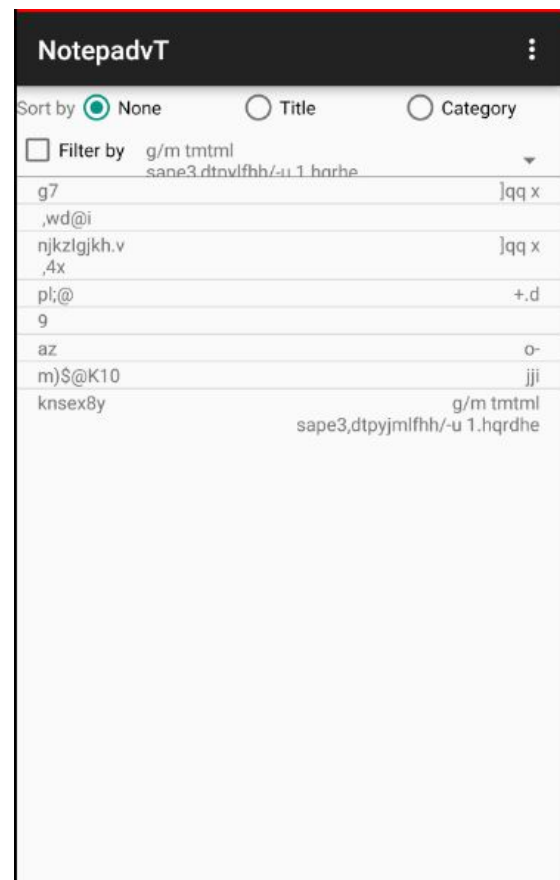 NotepadvT
Sort by None Title Category
Filter by g/m tmtml
g7 ]qq x
,wd@i
njkzIgjkh.v ]qq x
,4x
pl;@ +.d
9
az o-
m)$@K10 jji
knsex8y g/m tmtml
sape3,dtpyjmlfhh/-u 1.hqrdhe